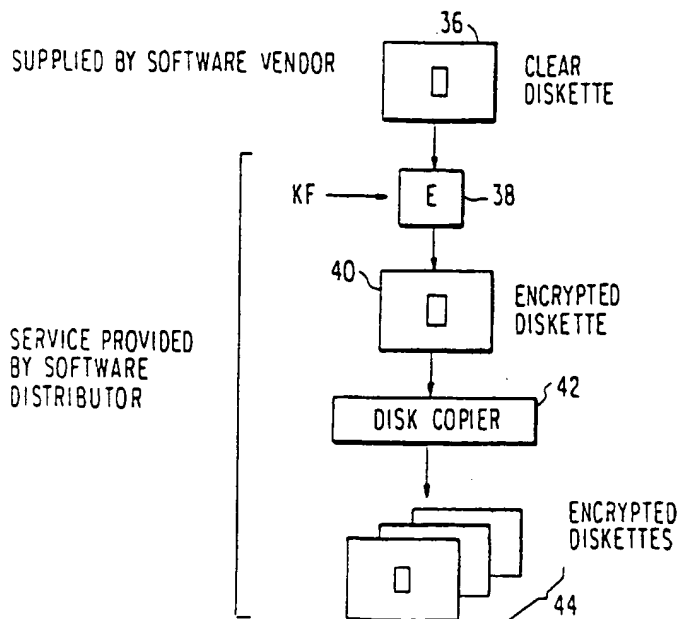 36
SUPPLIED BY SOFTWARE VENDOR
CLEAR
DISKETTE
KF
E
38
40
ENCRYPTED
DISKETTE
SERVICE PROVIDED
BY SOFTWARE
DISTRIBUTOR
42
DISK COPIER
ENCRYPTED
DISKETTES
44